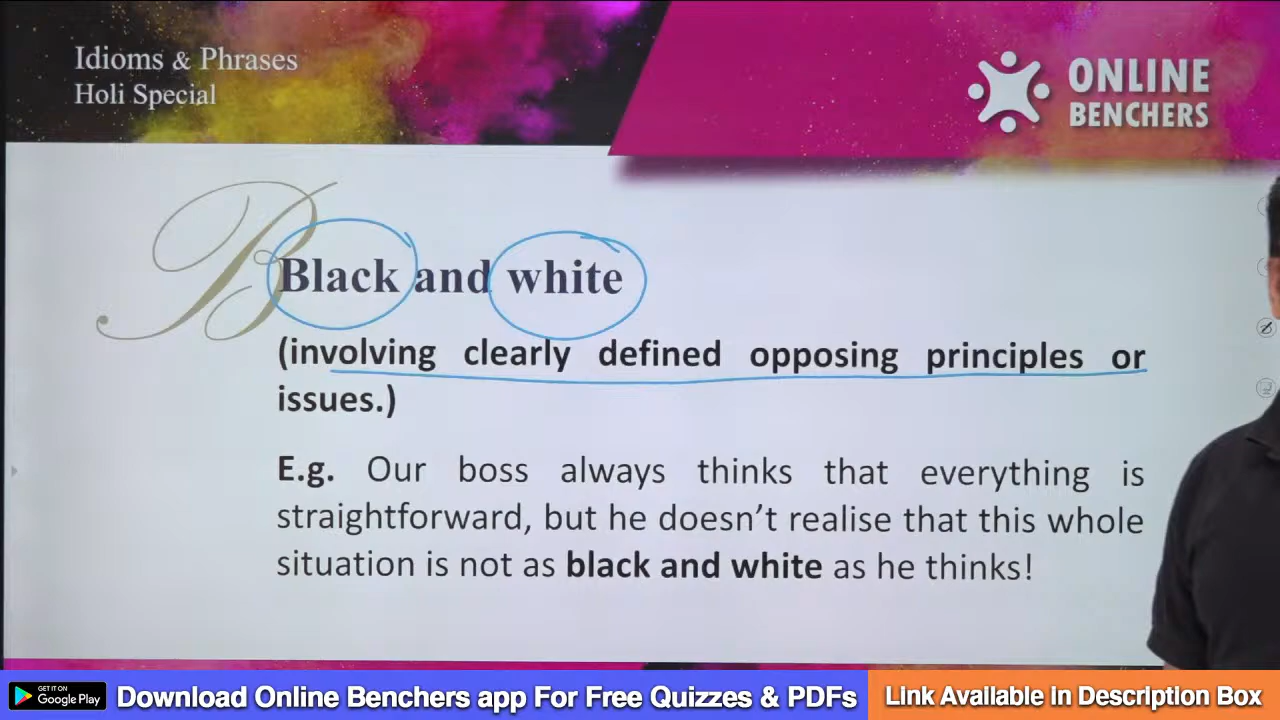 Idioms & Phrases
Holi Special
ONLINE
BENCHERS
B
Black and white
(involving clearly defined opposing principles or
issues.)
E.g. Our boss always thinks that everything is
straightforward, but he doesn’t realise that this whole
situation is not as black and white as he thinks!
GET IT ON
Google Play
Download Online Benchers app For Free Quizzes & PDFs
Link Available In Description Box